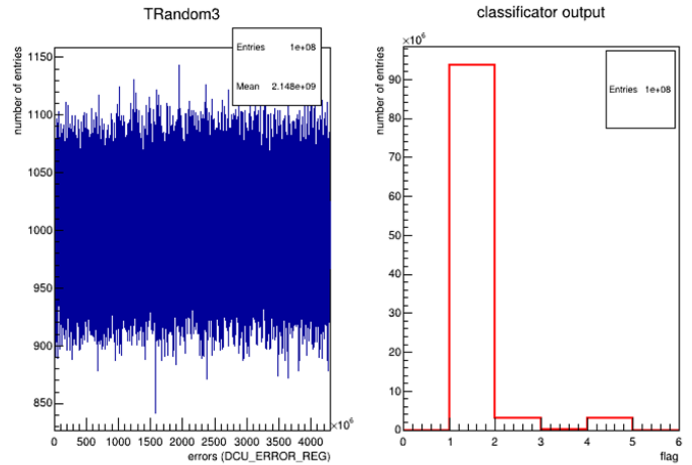 TRandom3
number of entries
Entries 1e+08
Mean 2.148e+09
1150
1100
1050
1000
950
900
850
0 500 1000 1500 2000 2500 3000 3500 4000
×10⁶
errors (DCU_ERROR_REG)
classificator output
×10⁶
number of entries
Entries 1e+08
90
80
70
60
50
40
30
20
10
0
0 1 2 3 4 5 6
flag